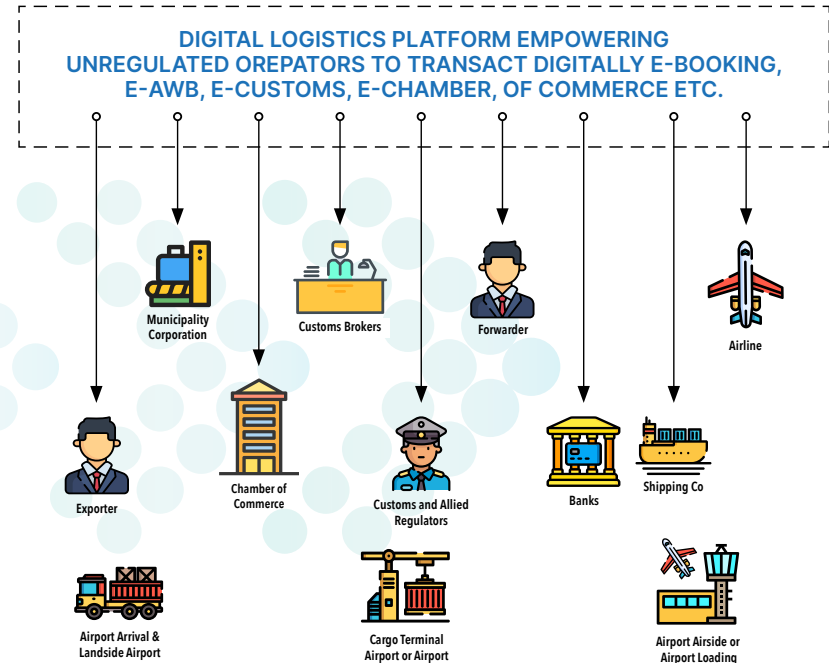 DIGITAL LOGISTICS PLATFORM EMPOWERING
UNREGULATED OREPATORS TO TRANSACT DIGITALLY E-BOOKING,
E-AWB, E-CUSTOMS, E-CHAMBER, OF COMMERCE ETC.
Municipality
Corporation
Customs Brokers
Forwarder
Airline
Exporter
Chamber of
Commerce
Customs and Allied
Regulators
Banks
Shipping Co
Airport Arrival &
Landside Airport
Cargo Terminal
Airport or Airport
Airport Airside or
Airport Loading